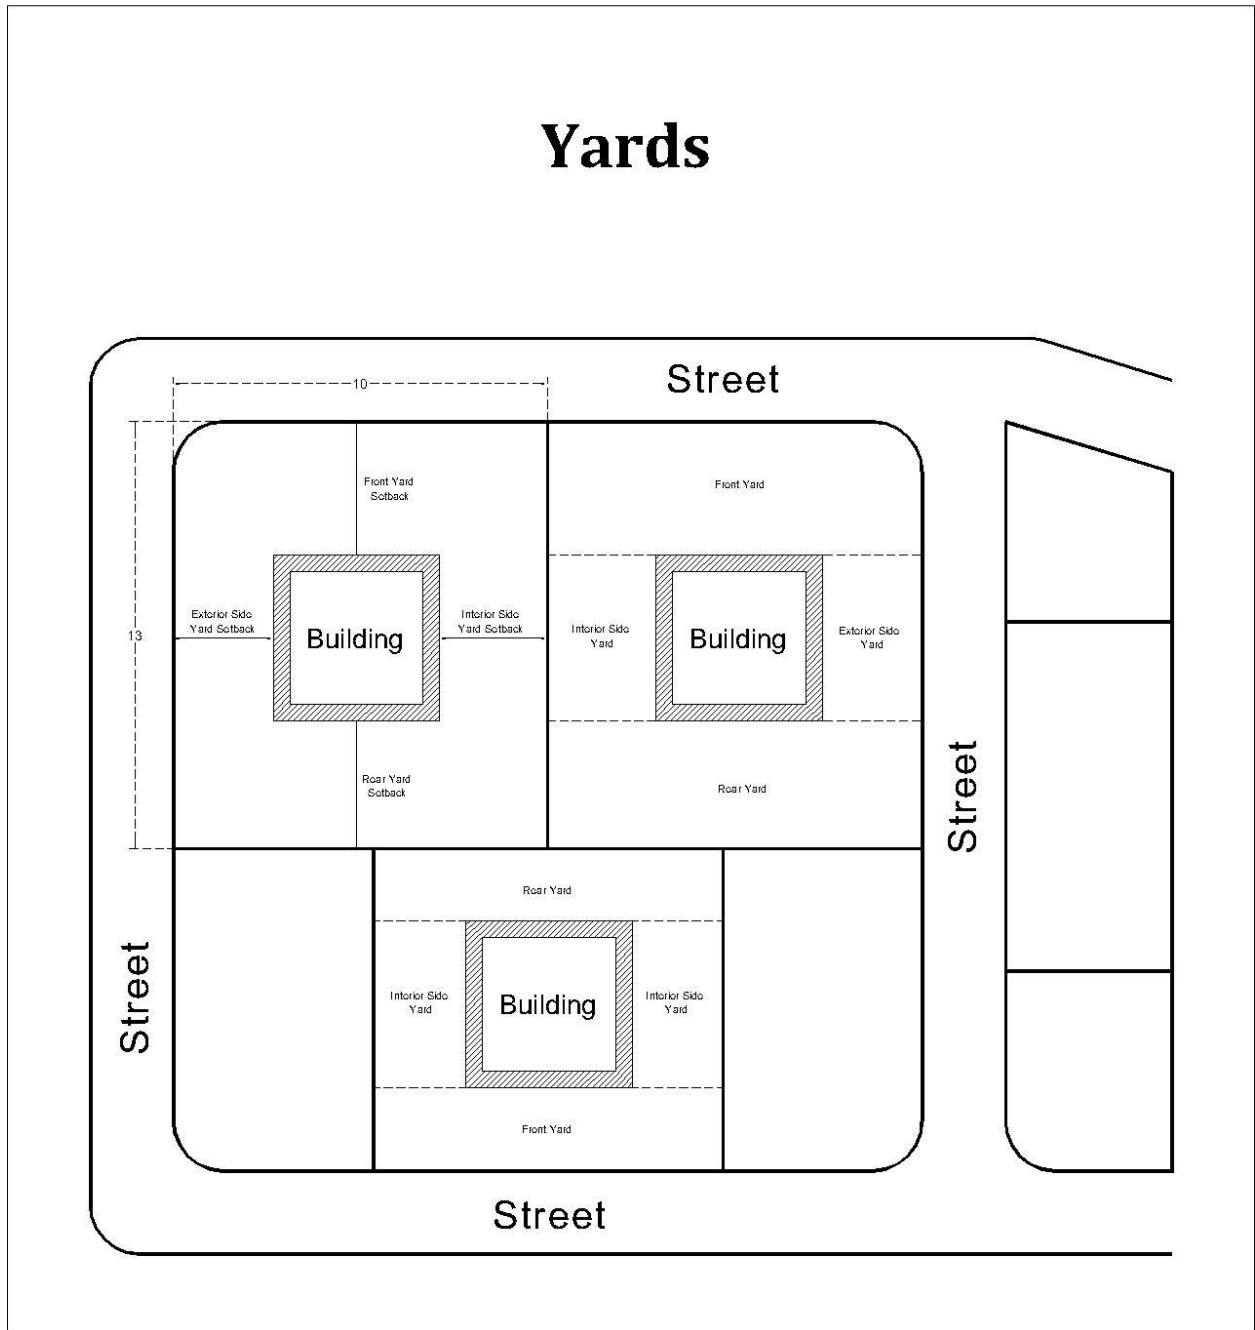 Yards
Street
10
Front Yard
Setback
Front Yard
Exterior Side
Yard Setback
Interior Side
Yard Setback
13
Building
Interior Side
Yard
Building
Exterior Side
Yard
Rear Yard
Setback
Rear Yard
Street
Rear Yard
Street
Interior Side
Yard
Building
Interior Side
Yard
Front Yard
Street